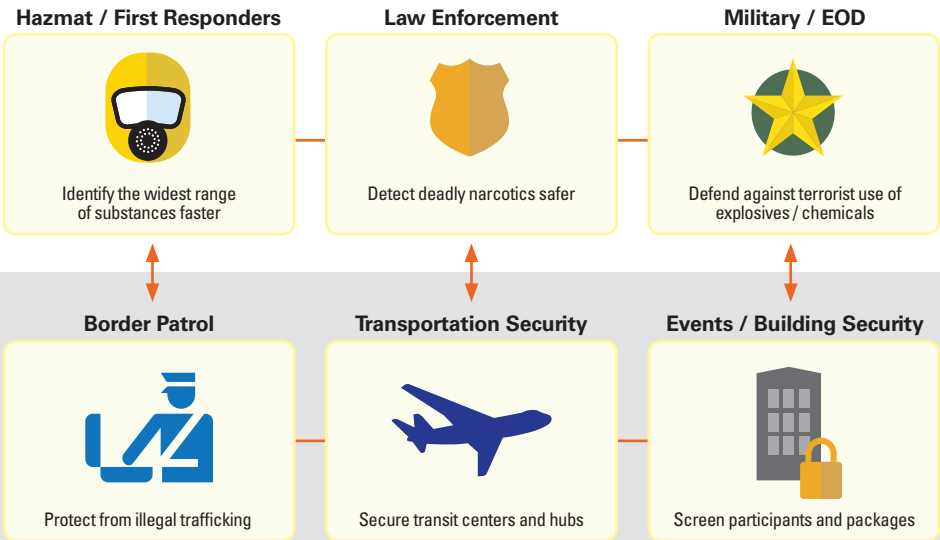 Hazmat / First Responders
Law Enforcement
Military / EOD
Identify the widest range
of substances faster
Detect deadly narcotics safer
Defend against terrorist use of
explosives / chemicals
Border Patrol
Transportation Security
Events / Building Security
Protect from illegal trafficking
Secure transit centers and hubs
Screen participants and packages